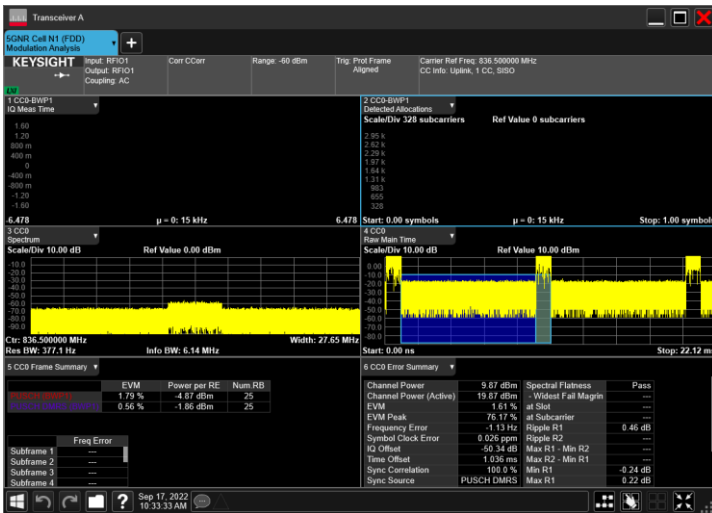 Transceiver A
5GNR Cell N1 (FDD)
Modulation Analysis
KEYSIGHT
Input: RFIO1
Output: RFIO1
Coupling: AC
Corr CCorr
Range: -60 dBm
Trig: Prot Frame
Aligned
Carrier Ref Freq: 836.500000 MHz
CC Info: Uplink, 1 CC, SISO
1 CC0-BWP1
IQ Meas Time
1.60
1.20
800 m
400 m
0
-400 m
-800 m
-1.20
-1.60
-6.478 µ = 0: 15 kHz 6.478
2 CC0-BWP1
Detected Allocations
Scale/Div 328 subcarriers Ref Value 0 subcarriers
2.95 k
2.62 k
2.29 k
1.97 k
1.64 k
1.31 k
983
655
328
Start: 0.00 symbols µ = 0: 15 kHz Stop: 1.00 symbols
3 CC0
Spectrum
Scale/Div 10.00 dB Ref Value 0.00 dBm
-10.0
-20.0
-30.0
-40.0
-50.0
-60.0
-70.0
-80.0
-90.0
Ctr: 836.500000 MHz Width: 27.65 MHz
Res BW: 377.1 Hz Info BW: 6.14 MHz
4 CC0
Raw Main Time
Scale/Div 10.00 dB Ref Value 10.00 dBm
0.00
-10.0
-20.0
-30.0
-40.0
-50.0
-60.0
-70.0
-80.0
Start: 0.00 ns Stop: 22.12 ms
5 CC0 Frame Summary
EVM Power per RE Num.RB
PUSCH (BWP1) 1.79 % -4.87 dBm 25
PUSCH DMRS 0.56 % -1.86 dBm 25
Freq Error
Subframe 1 ---
Subframe 2 ---
Subframe 3 ---
Subframe 4 ---
6 CC0 Error Summary
Channel Power 9.87 dBm Spectral Flatness Pass
Channel Power (Active) 19.87 dBm - Widest Fail Magrin ---
EVM 1.61 % at Slot ---
EVM Peak 76.17 % at Subcarrier ---
Frequency Error -1.13 Hz Ripple R1 0.46 dB
Symbol Clock Error 0.026 ppm Ripple R2 ---
IQ Offset -50.34 dB Max R1 - Min R2 ---
Time Offset 1.036 ms Max R2 - Min R1 ---
Sync Correlation 100.0 % Min R1 -0.24 dB
Sync Source PUSCH DMRS Max R1 0.22 dB
Sep 17, 2022
10:33:33 AM